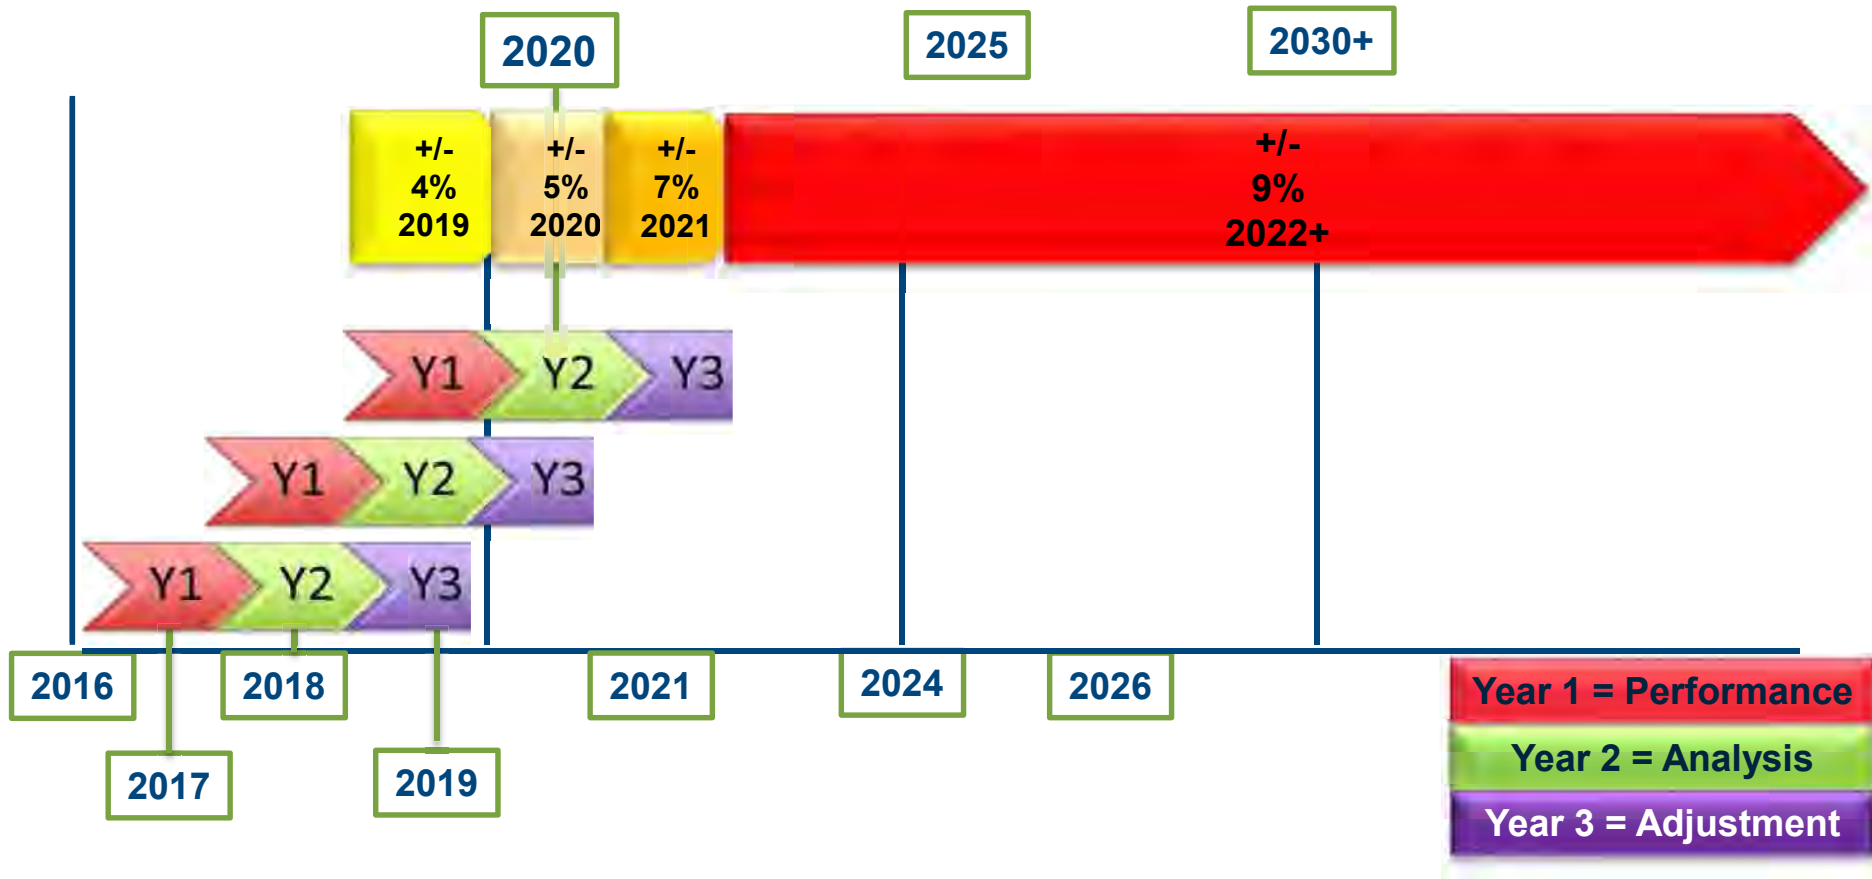 2020
2025
2030+
+/-
4%
2019
+/-
5%
2020
+/-
7%
2021
+/-
9%
2022+
Y1
Y2
Y3
Y1
Y2
Y3
Y1
Y2
Y3
2016
2018
2021
2024
2026
2017
2019
Year 1 = Performance
Year 2 = Analysis
Year 3 = Adjustment